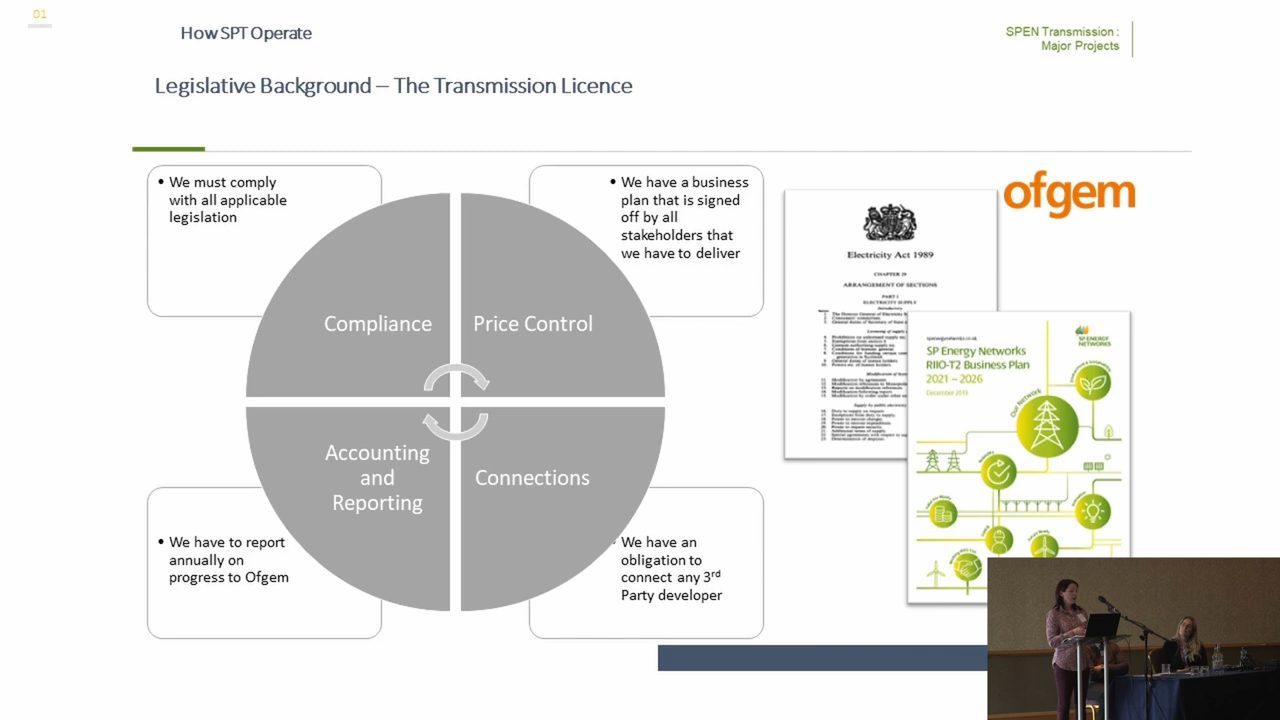 01
How SPT Operate
SPEN Transmission :
Major Projects
Legislative Background – The Transmission Licence
• We must comply
with all applicable
legislation
• We have a business
plan that is signed
off by all
stakeholders that
we have to deliver
Compliance
Price Control
Accounting
and
Reporting
Connections
• We have to report
annually on
progress to Ofgem
We have an
obligation to
connect any 3rd
Party developer
ofgem
Electricity Act 1989
CHAPTER 29
ARRANGEMENT OF SECTIONS
PART I
ELECTRICITY SUPPLY
Introductory
SP ENERGY
NETWORKS
SP Energy Networks
RIIO-T2 Business Plan
2021 – 2026
Our Network